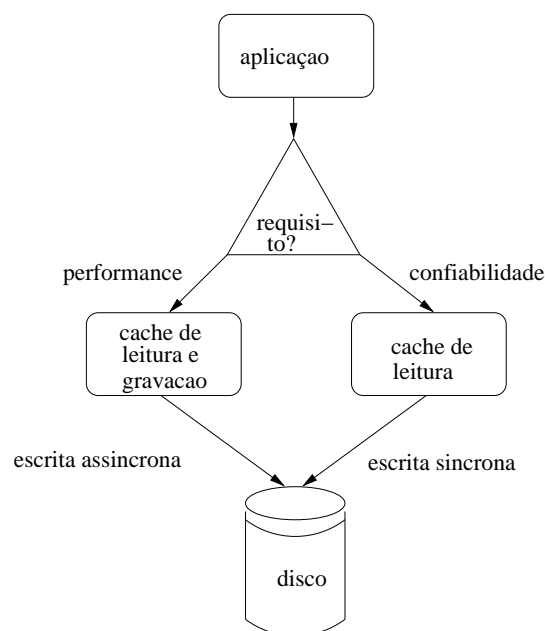 aplicaçao
requisi–
to?
performance
confiabilidade
cache de
leitura e
gravacao
cache de
leitura
escrita assincrona
escrita sincrona
disco